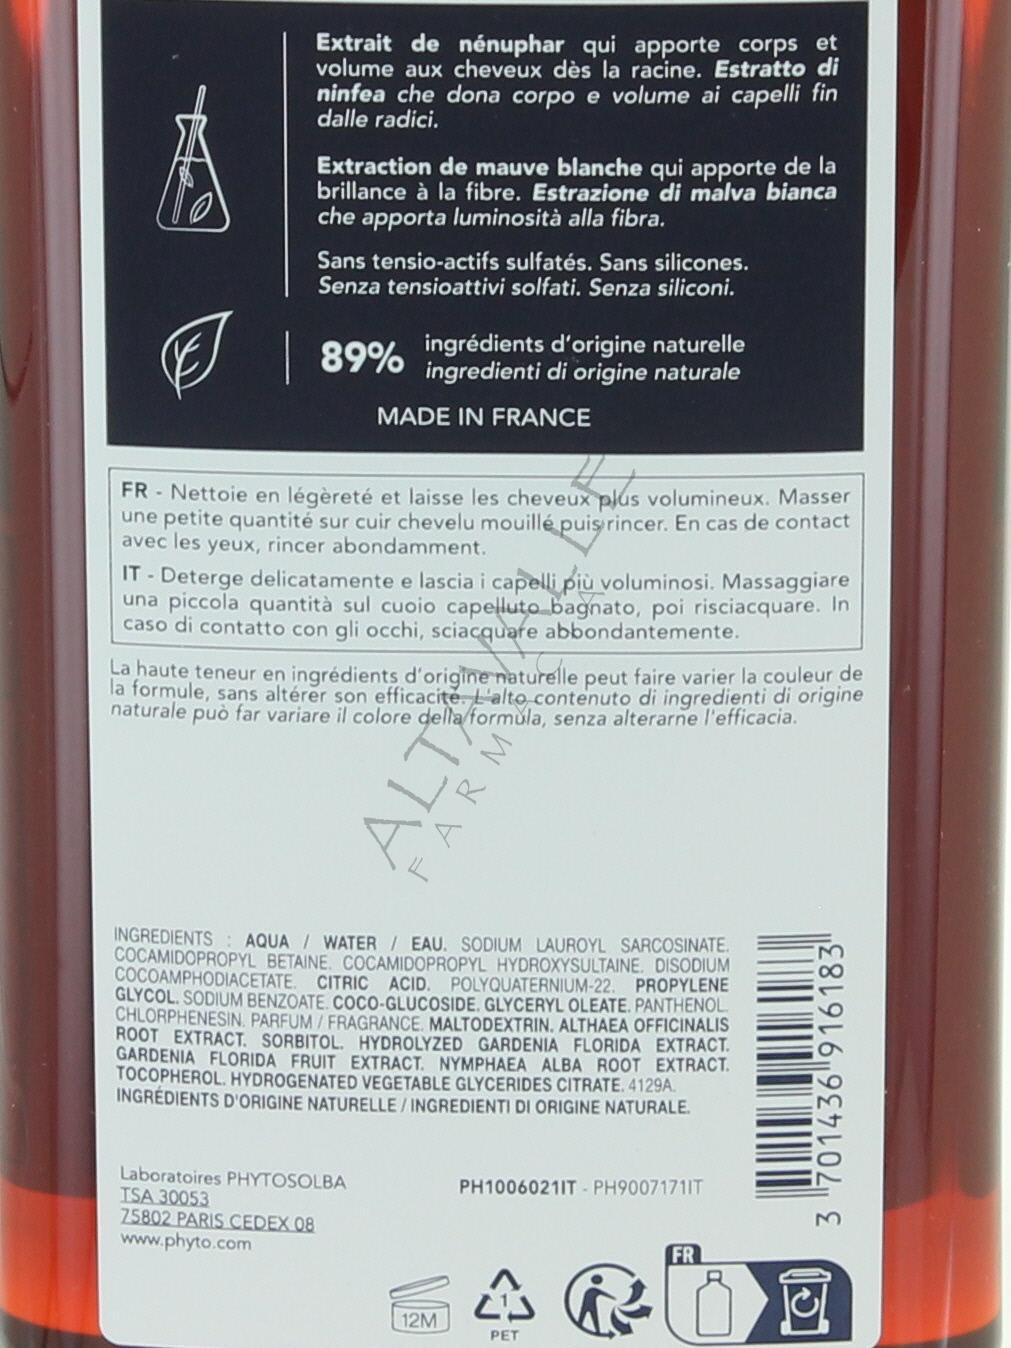 Extrait de nénuphar qui apporte corps et
volume aux cheveux dès la racine. Estratto di
ninfea che dona corpo e volume ai capelli fin
dalle radici.
Extraction de mauve blanche qui apporte de la
brillance à la fibre. Estrazione di malva bianca
che apporta luminosità alla fibra.
Sans tensio-actifs sulfatés. Sans silicones.
Senza tensioattivi solfati. Senza siliconi.
89% ingrédients d'origine naturelle
ingredienti di origine naturale
MADE IN FRANCE
FR - Nettoie en légèreté et laisse les cheveux plus volumineux. Masser
une petite quantité sur cuir chevelu mouillé puis rincer. En cas de contact
avec les yeux, rincer abondamment.
IT - Deterge delicatamente e lascia i capelli più voluminosi. Massaggiare
una piccola quantità sul cuoio capelluto bagnato, poi risciacquare. In
caso di contatto con gli occhi, sciacquare abbondantemente.
La haute teneur en ingrédients d'origine naturelle peut faire varier la couleur de
la formule, sans altérer son efficacité. L'alto contenuto di ingredienti di origine
naturale può far variare il colore della formula, senza alterarne l'efficacia.
ALTAVALLE
FARMACIA
INGREDIENTS : AQUA / WATER / EAU. SODIUM LAUROYL SARCOSINATE.
COCAMIDOPROPYL BETAINE. COCAMIDOPROPYL HYDROXYSULTAINE. DISODIUM
COCOAMPHODIACETATE. CITRIC ACID. POLYQUATERNIUM-22. PROPYLENE
GLYCOL. SODIUM BENZOATE. COCO-GLUCOSIDE. GLYCERYL OLEATE. PANTHENOL.
CHLORPHENESIN. PARFUM / FRAGRANCE. MALTODEXTRIN. ALTHAEA OFFICINALIS
ROOT EXTRACT. SORBITOL. HYDROLYZED GARDENIA FLORIDA EXTRACT.
GARDENIA FLORIDA FRUIT EXTRACT. NYMPHAEA ALBA ROOT EXTRACT.
TOCOPHEROL. HYDROGENATED VEGETABLE GLYCERIDES CITRATE. 4129A.
INGRÉDIENTS D'ORIGINE NATURELLE / INGREDIENTI DI ORIGINE NATURALE.
3 701436 916183
Laboratoires PHYTOSOLBA
TSA 30053
75802 PARIS CEDEX 08
www.phyto.com
PH1006021IT - PH9007171IT
12M
1
PET
FR